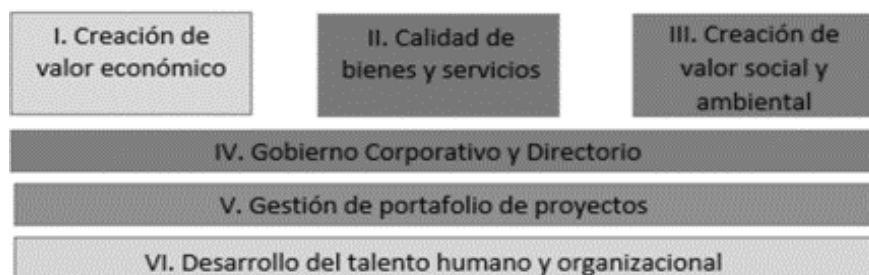 I. Creación de
valor económico
II. Calidad de
bienes y servicios
III. Creación de
valor social y
ambiental
IV. Gobierno Corporativo y Directorio
V. Gestión de portafolio de proyectos
VI. Desarrollo del talento humano y organizacional